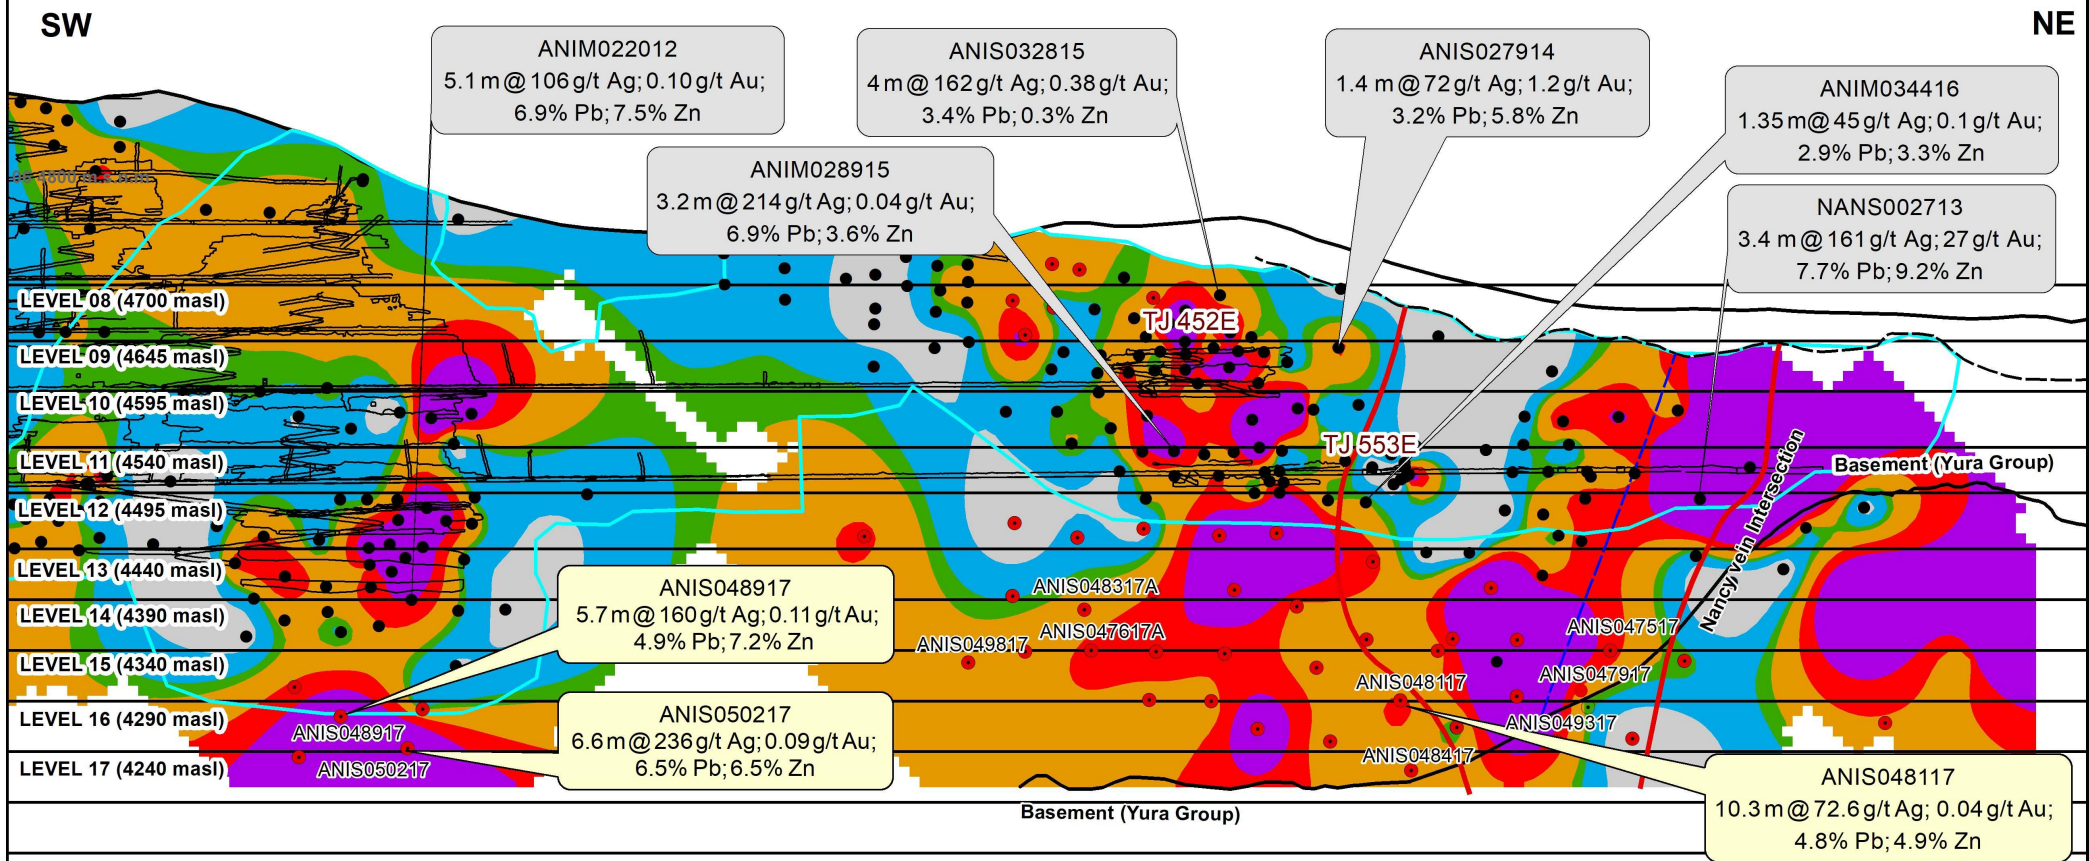 SW
NE
ANIM022012
5.1 m @ 106 g/t Ag; 0.10 g/t Au;
6.9% Pb; 7.5% Zn
ANIS032815
4 m @ 162 g/t Ag; 0.38 g/t Au;
3.4% Pb; 0.3% Zn
ANIS027914
1.4 m @ 72 g/t Ag; 1.2 g/t Au;
3.2% Pb; 5.8% Zn
ANIM034416
1.35 m @ 45 g/t Ag; 0.1 g/t Au;
2.9% Pb; 3.3% Zn
ANIM028915
3.2 m @ 214 g/t Ag; 0.04 g/t Au;
6.9% Pb; 3.6% Zn
NANS002713
3.4 m @ 161 g/t Ag; 27 g/t Au;
7.7% Pb; 9.2% Zn
4800 m.s.n.m
LEVEL 08 (4700 masl)
TJ 452E
LEVEL 09 (4645 masl)
LEVEL 10 (4595 masl)
TJ 553E
LEVEL 11 (4540 masl)
Basement (Yura Group)
LEVEL 12 (4495 masl)
Nancy vein Intersection
LEVEL 13 (4440 masl)
ANIS048917
5.7 m @ 160 g/t Ag; 0.11 g/t Au;
4.9% Pb; 7.2% Zn
ANIS048317A
LEVEL 14 (4390 masl)
ANIS047617A
ANIS047517
ANIS049817
LEVEL 15 (4340 masl)
ANIS047917
ANIS048117
LEVEL 16 (4290 masl)
ANIS050217
6.6 m @ 236 g/t Ag; 0.09 g/t Au;
6.5% Pb; 6.5% Zn
ANIS049317
ANIS048917
ANIS048417
LEVEL 17 (4240 masl)
ANIS050217
ANIS048117
10.3 m @ 72.6 g/t Ag; 0.04 g/t Au;
4.8% Pb; 4.9% Zn
Basement (Yura Group)